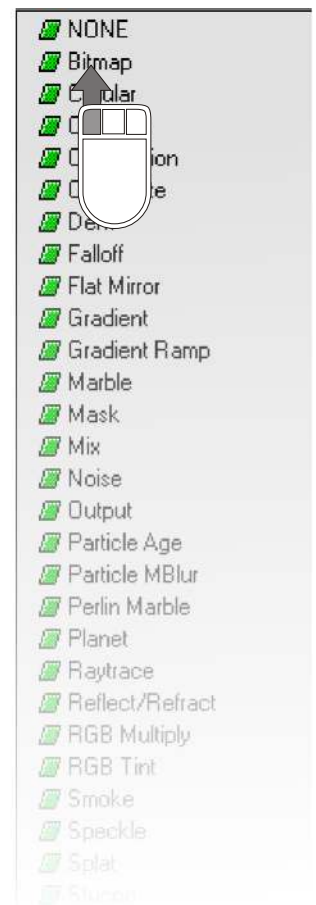 NONE
Bitmap
Falloff
Flat Mirror
Gradient
Gradient Ramp
Marble
Mask
Mix
Noise
Output
Particle Age
Particle MBlur
Perlin Marble
Planet
Raytrace
Reflect/Refract
RGB Multiply
RGB Tint
Smoke
Speckle
Splat
Stucco